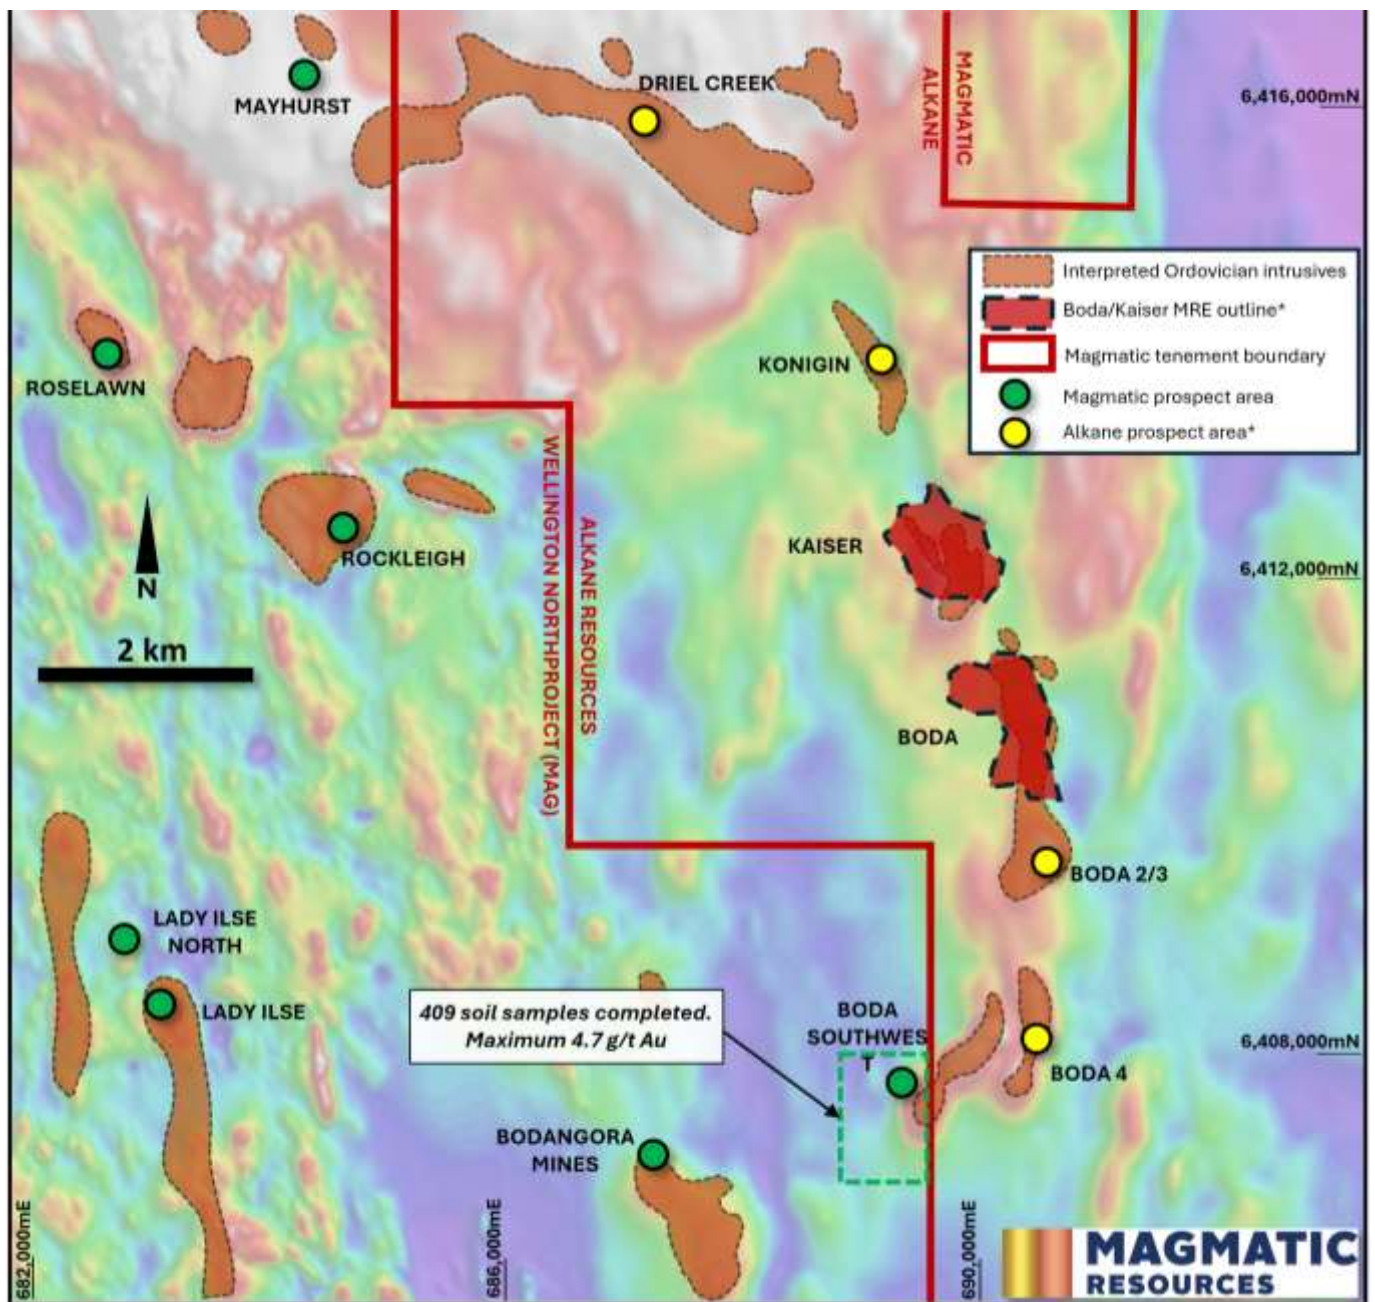 MAYHURST
DRIEL CREEK
MAGMATIC
ALKANE
6,416,000mN
Interpreted Ordovician intrusives
Boda/Kaiser MRE outline*
Magmatic tenement boundary
Magmatic prospect area
Alkane prospect area*
ROSELAWN
KONIGIN
WELLINGTON NORTHPROJECT (MAG)
ALKANE RESOURCES
ROCKLEIGH
KAISER
6,412,000mN
N
2 km
BODA
BODA 2/3
LADY ILSE
NORTH
LADY ILSE
409 soil samples completed.
Maximum 4.7 g/t Au
BODA
SOUTHWES
T
6,408,000mN
BODA 4
BODANGORA
MINES
682,000mE
686,000mE
690,000mE
MAGMATIC
RESOURCES